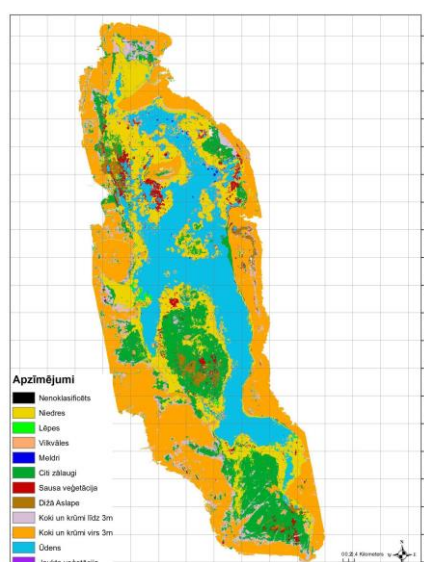 Apzīmējumi
Nenoklasificēts
Niedres
Lēpes
Vilkvāles
Meldri
Citi zālaugi
Sausa veģetācija
Dižā Aslape
Koki un krūmi līdz 3m
Koki un krūmi virs 3m
Ūdens
Kilometers